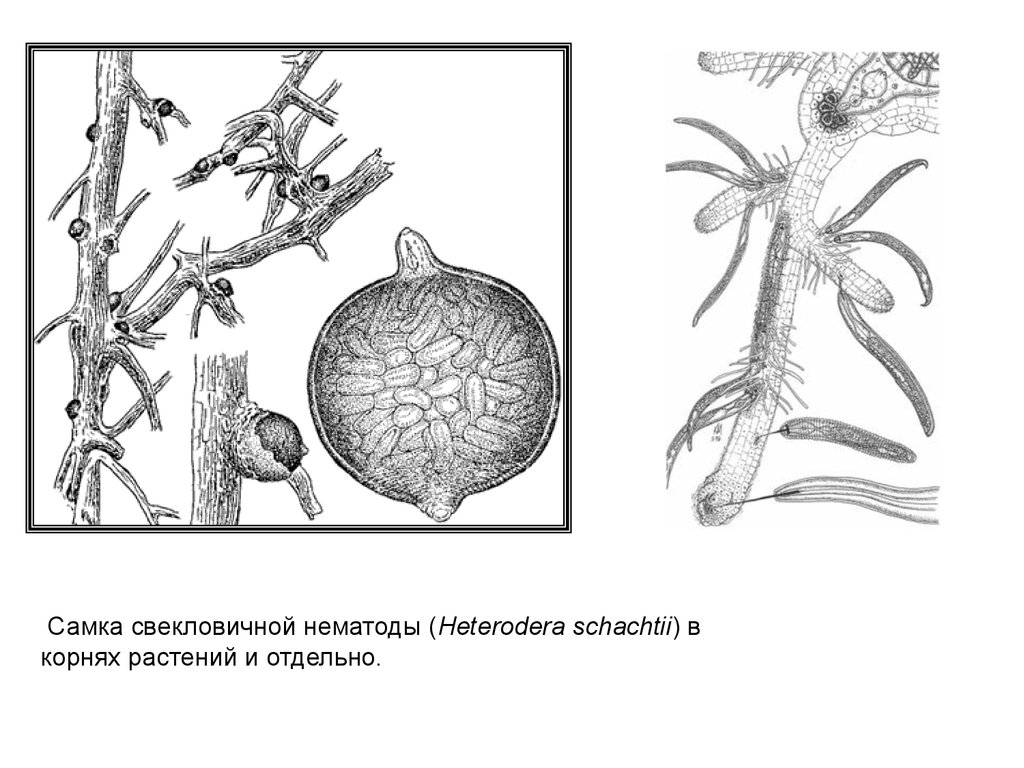 Самка свекловичной нематоды (Heterodera schachtii) в
корнях растений и отдельно.